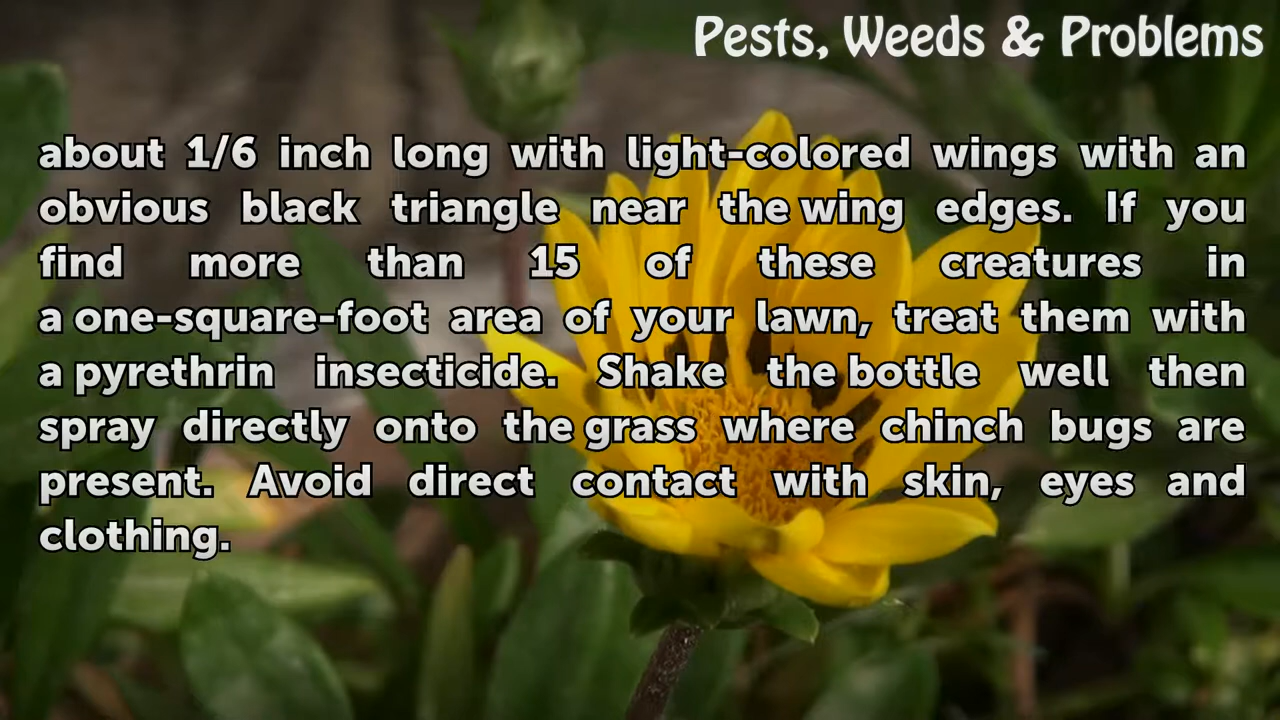 Pests, Weeds & Problems
about 1/6 inch long with light-colored wings with an
obvious black triangle near the wing edges. If you
find more than 15 of these creatures in
a one-square-foot area of your lawn, treat them with
a pyrethrin insecticide. Shake the bottle well then
spray directly onto the grass where chinch bugs are
present. Avoid direct contact with skin, eyes and
clothing.